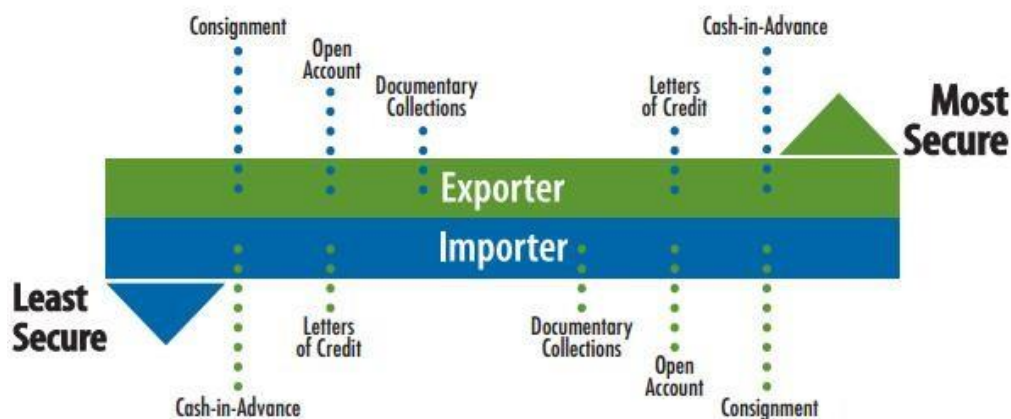 Consignment
Open
Account
Documentary
Collections
Letters
of Credit
Cash-in-Advance
Most
Secure
Exporter
Importer
Least
Secure
Cash-in-Advance
Letters
of Credit
Documentary
Collections
Open
Account
Consignment